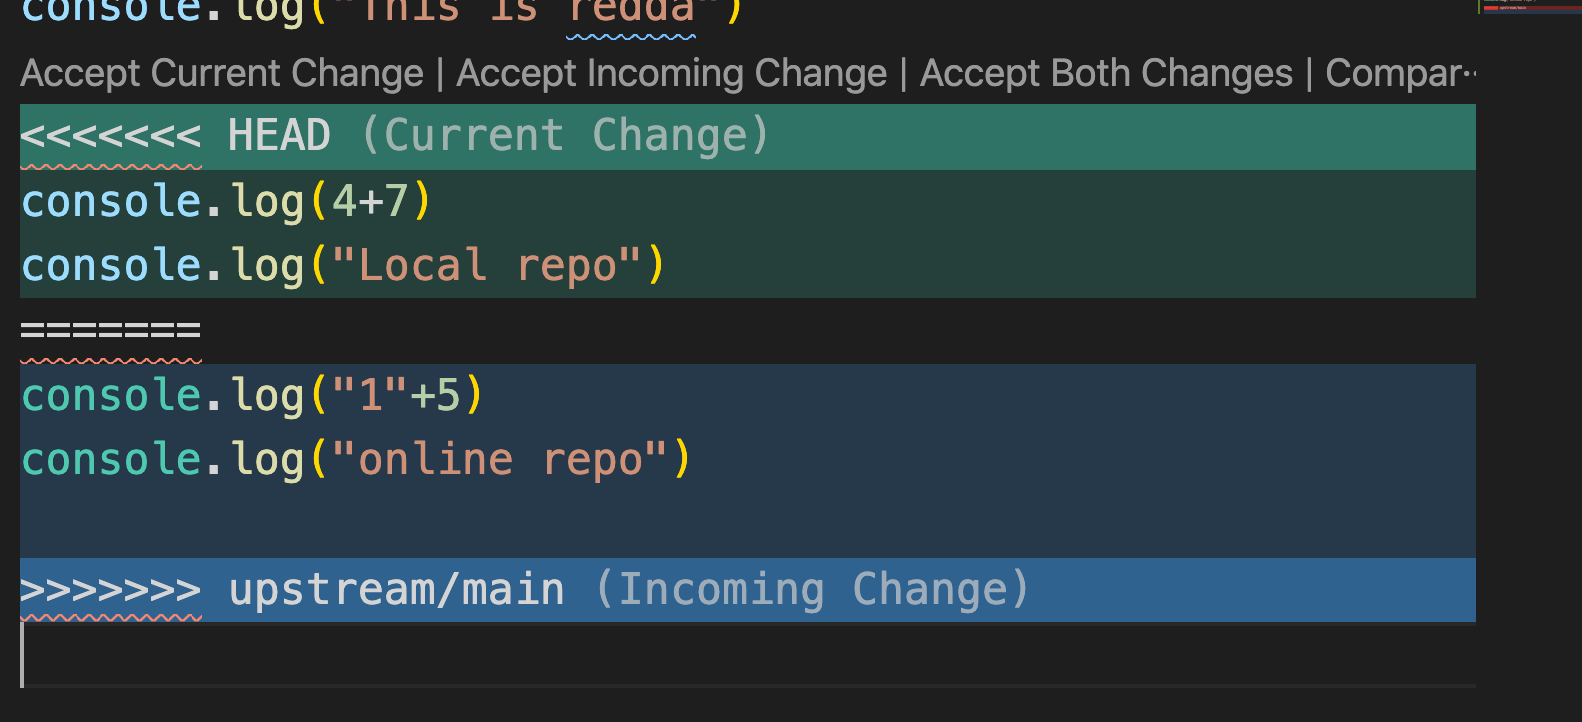 console.log("This is redda")
Accept Current Change | Accept Incoming Change | Accept Both Changes | Compar··
<<<<<<< HEAD (Current Change)
console.log(4+7)
console.log("Local repo")
=======
console.log("1"+5)
console.log("online repo")
>>>>>>> upstream/main (Incoming Change)